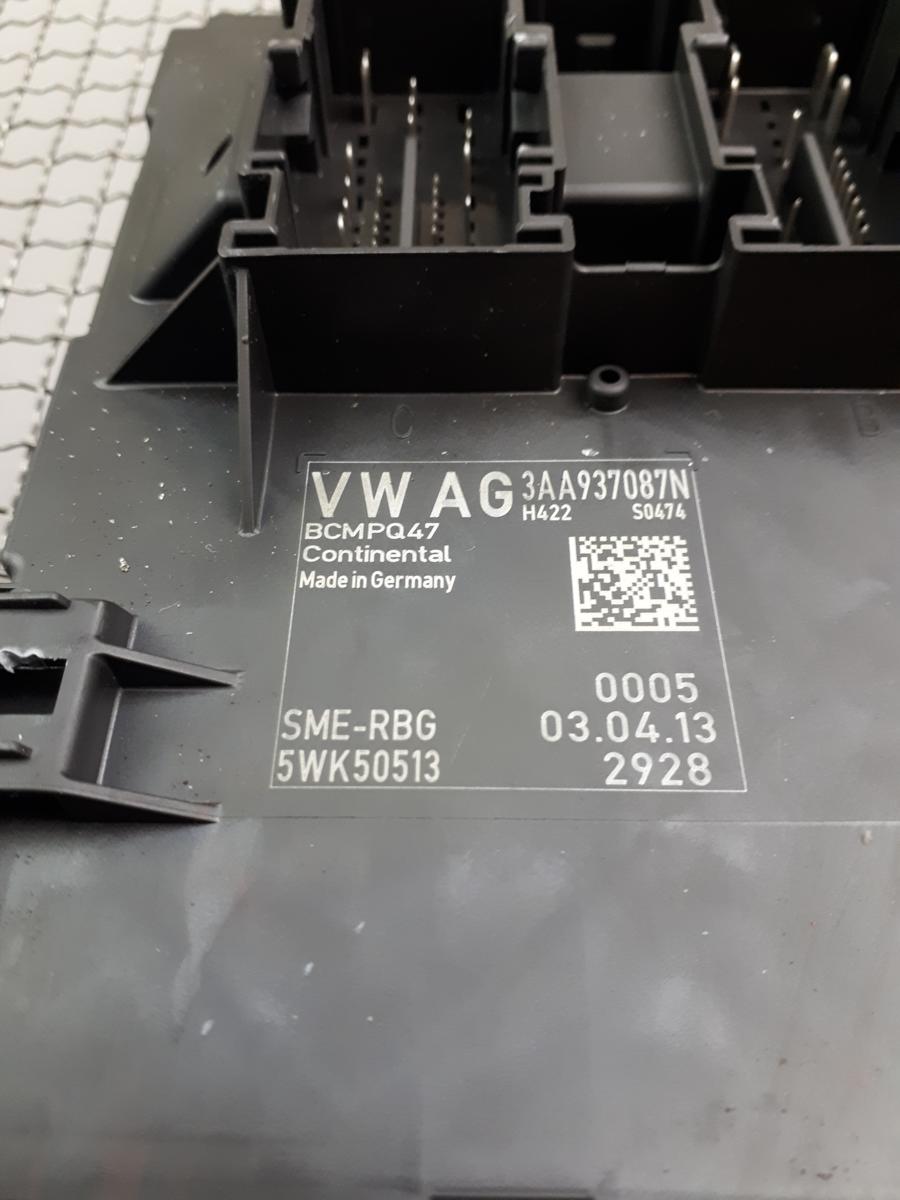 C B
VW AG 3AA937087N
H422 S0474
BCMPQ47
Continental
Made in Germany
0005
SME-RBG 03.04.13
5WK50513 2928